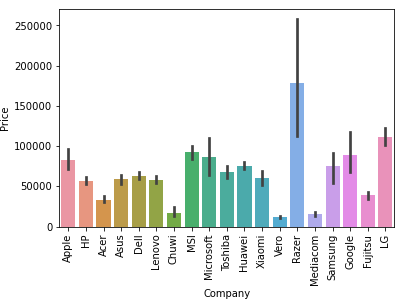 250000
200000
150000
100000
50000
0
Price
Apple
HP
Acer
Asus
Dell
Lenovo
Chuwi
MSI
Microsoft
Toshiba
Huawei
Xiaomi
Vero
Razer
Mediacom
Samsung
Google
Fujitsu
LG
Company